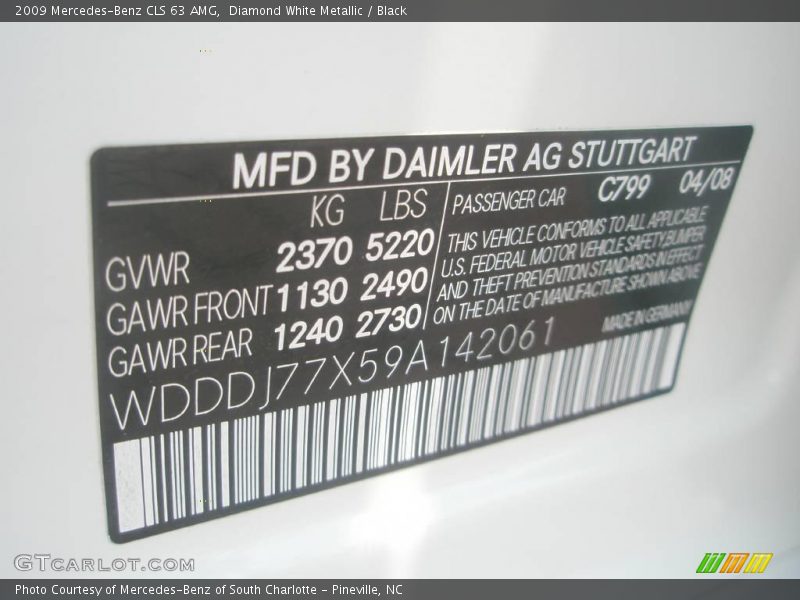 2009 Mercedes-Benz CLS 63 AMG, Diamond White Metallic / Black
MFD BY DAIMLER AG STUTTGART
KG LBS
GVWR 2370 5220
GAWR FRONT 1130 2490
GAWR REAR 1240 2730
PASSENGER CAR C799 04/08
THIS VEHICLE CONFORMS TO ALL APPLICABLE
U.S. FEDERAL MOTOR VEHICLE SAFETY,BUMPER
AND THEFT PREVENTION STANDARDS IN EFFECT
ON THE DATE OF MANUFACTURE SHOWN ABOVE
MADE IN GERMANY
WDDDJ77X59A142061
GTCARLOT.COM
Photo Courtesy of Mercedes-Benz of South Charlotte - Pineville, NC